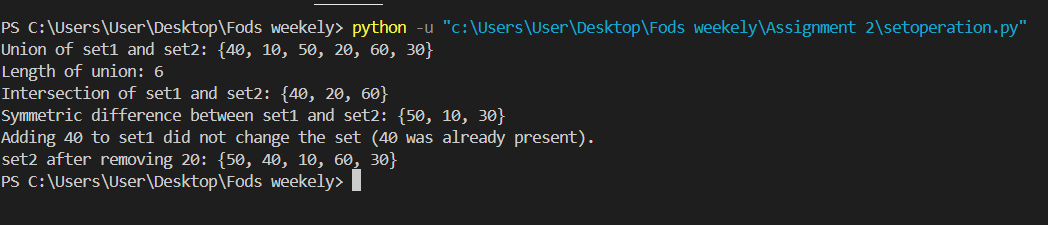 PS C:\Users\User\Desktop\Fods weekely> python -u "c:\Users\User\Desktop\Fods weekely\Assignment 2\setoperation.py"
Union of set1 and set2: {40, 10, 50, 20, 60, 30}
Length of union: 6
Intersection of set1 and set2: {40, 20, 60}
Symmetric difference between set1 and set2: {50, 10, 30}
Adding 40 to set1 did not change the set (40 was already present).
set2 after removing 20: {50, 40, 10, 60, 30}
PS C:\Users\User\Desktop\Fods weekely>